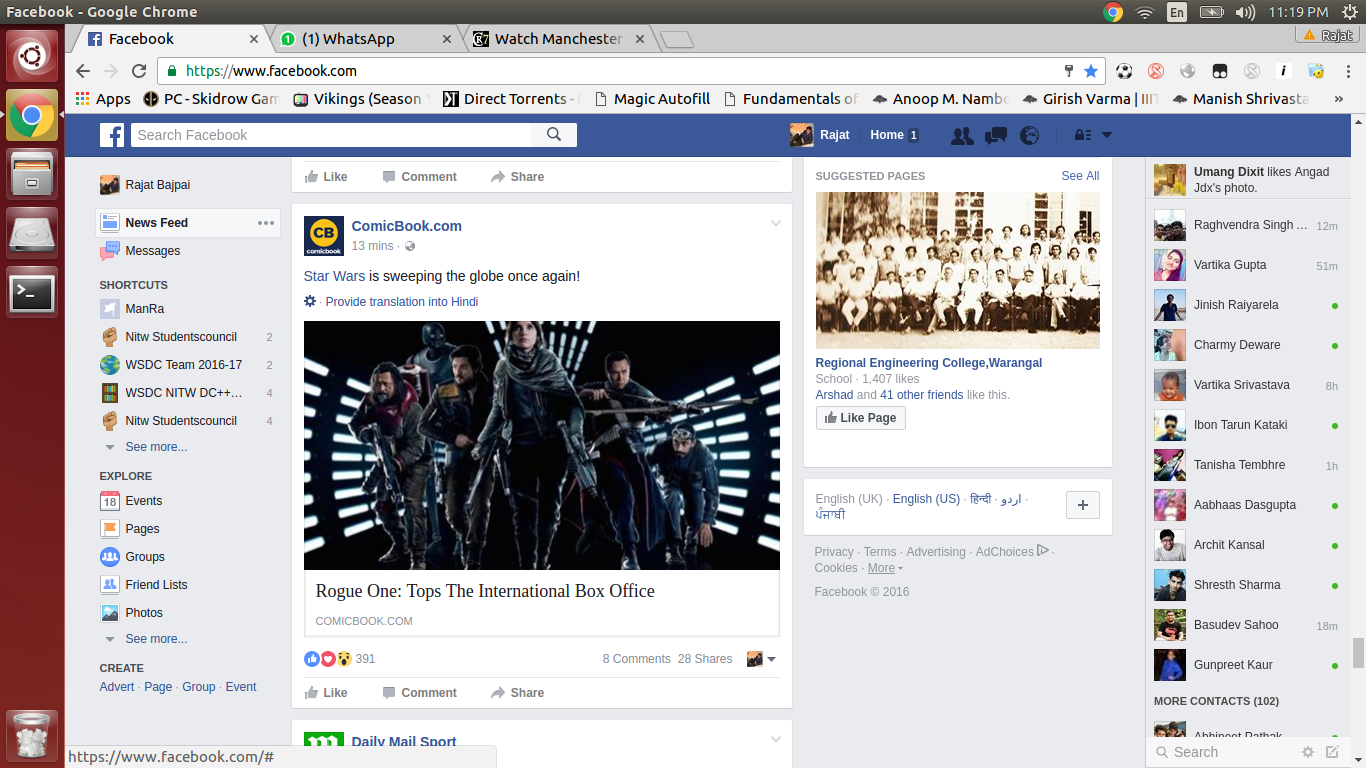 Facebook - Google Chrome
En
11:19 PM
Facebook
(1) WhatsApp
Watch Manchester
Rajat
https://www.facebook.com
Apps
PC - Skidrow Gam
Vikings (Season 1
Direct Torrents -
Magic Autofill
Fundamentals of
Anoop M. Nambo
Girish Varma | IIIT
Manish Shrivasta
»
Search Facebook
Rajat
Home 1
Rajat Bajpai
News Feed
Messages
SHORTCUTS
ManRa
Nitw Studentscouncil 2
WSDC Team 2016-17 2
WSDC NITW DC++... 4
Nitw Studentscouncil 4
See more...
EXPLORE
18 Events
Pages
Groups
Friend Lists
Photos
See more...
CREATE
Advert · Page · Group · Event
Like Comment Share
CB
comicbook
ComicBook.com
13 mins ·
Star Wars is sweeping the globe once again!
· Provide translation into Hindi
Rogue One: Tops The International Box Office
COMICBOOK.COM
391
8 Comments 28 Shares
Like Comment Share
Daily Mail Sport
SUGGESTED PAGES
See All
Regional Engineering College,Warangal
School · 1,407 likes
Arshad and 41 other friends like this.
Like Page
English (UK) · English (US) · हिन्दी · اردو ·
ਪੰਜਾਬੀ
Privacy · Terms · Advertising · AdChoices ·
Cookies · More
Facebook © 2016
Umang Dixit likes Angad
Jdx's photo.
Raghvendra Singh ... 12m
Vartika Gupta 51m
Jinish Raiyarela
Charmy Deware
Vartika Srivastava 8h
Ibon Tarun Kataki
Tanisha Tembhre 1h
Aabhaas Dasgupta
Archit Kansal
Shresth Sharma
Basudev Sahoo 18m
Gunpreet Kaur
MORE CONTACTS (102)
Abhijeet Pathak
Search
https://www.facebook.com/#